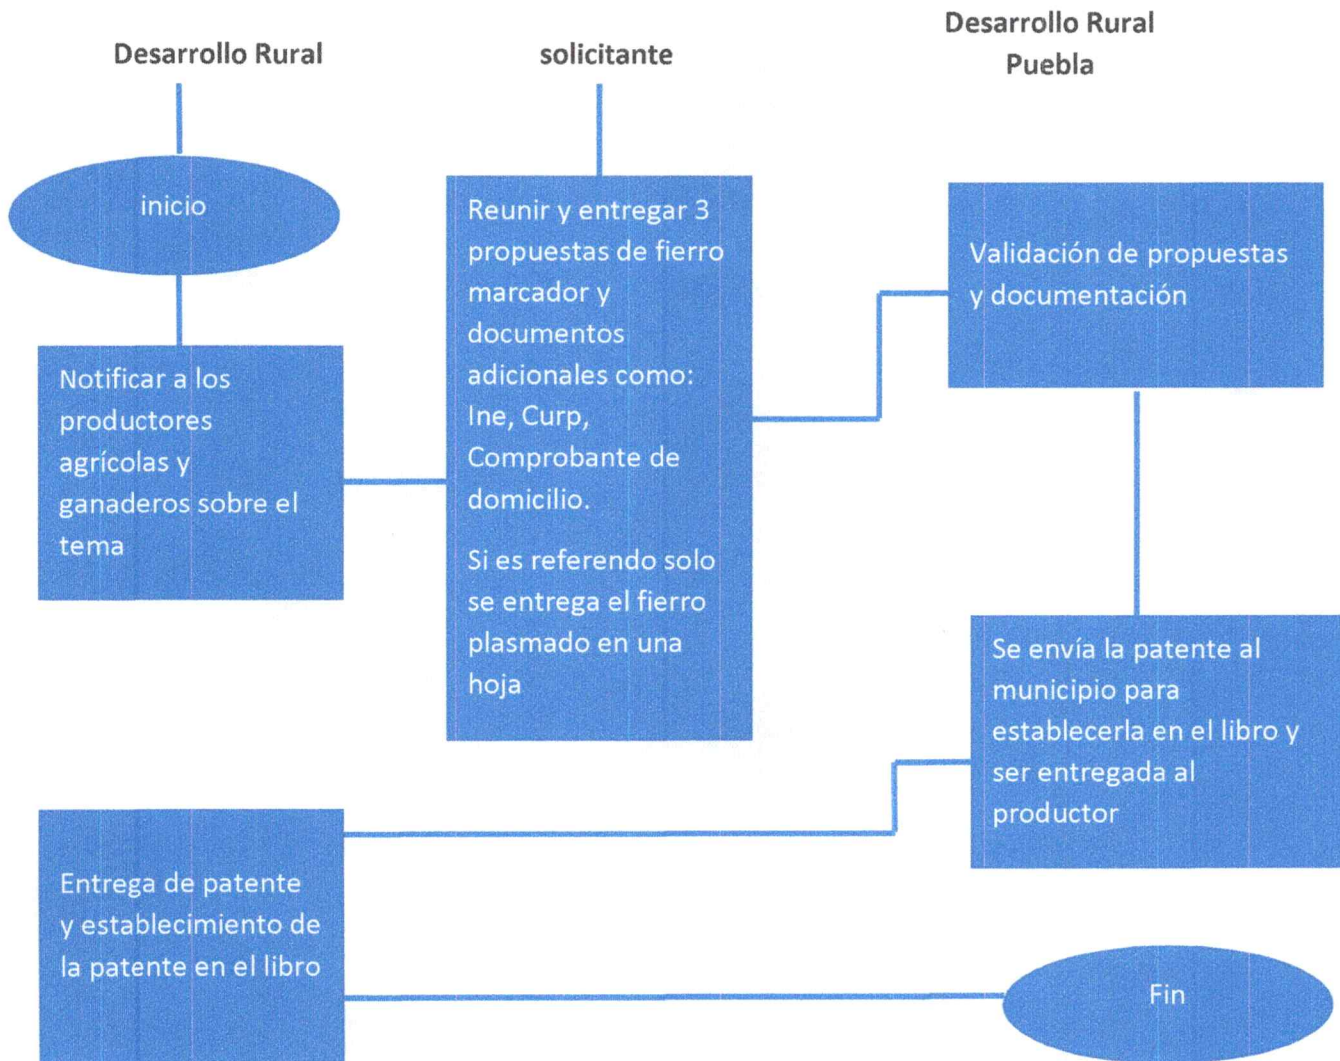 Desarrollo Rural
solicitante
Desarrollo Rural
Puebla
inicio
Notificar a los
productores
agrícolas y
ganaderos sobre el
tema
Reunir y entregar 3
propuestas de fierro
marcador y
documentos
adicionales como:
Ine, Curp,
Comprobante de
domicilio.
Si es referendo solo
se entrega el fierro
plasmado en una
hoja
Validación de propuestas
y documentación
Se envía la patente al
municipio para
establecerla en el libro y
ser entregada al
productor
Entrega de patente
y establecimiento de
la patente en el libro
Fin